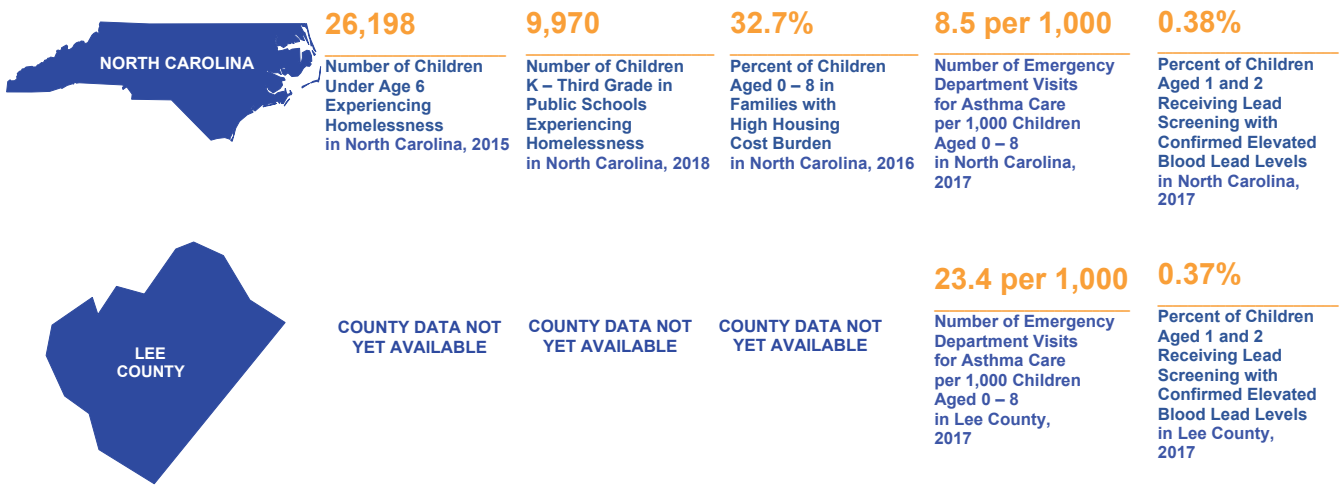 NORTH CAROLINA
26,198
Number of Children
Under Age 6
Experiencing
Homelessness
in North Carolina, 2015
9,970
Number of Children
K – Third Grade in
Public Schools
Experiencing
Homelessness
in North Carolina, 2018
32.7%
Percent of Children
Aged 0 – 8 in
Families with
High Housing
Cost Burden
in North Carolina, 2016
8.5 per 1,000
Number of Emergency
Department Visits
for Asthma Care
per 1,000 Children
Aged 0 – 8
in North Carolina,
2017
0.38%
Percent of Children
Aged 1 and 2
Receiving Lead
Screening with
Confirmed Elevated
Blood Lead Levels
in North Carolina,
2017
LEE
COUNTY
COUNTY DATA NOT
YET AVAILABLE
COUNTY DATA NOT
YET AVAILABLE
COUNTY DATA NOT
YET AVAILABLE
23.4 per 1,000
Number of Emergency
Department Visits
for Asthma Care
per 1,000 Children
Aged 0 – 8
in Lee County,
2017
0.37%
Percent of Children
Aged 1 and 2
Receiving Lead
Screening with
Confirmed Elevated
Blood Lead Levels
in Lee County,
2017